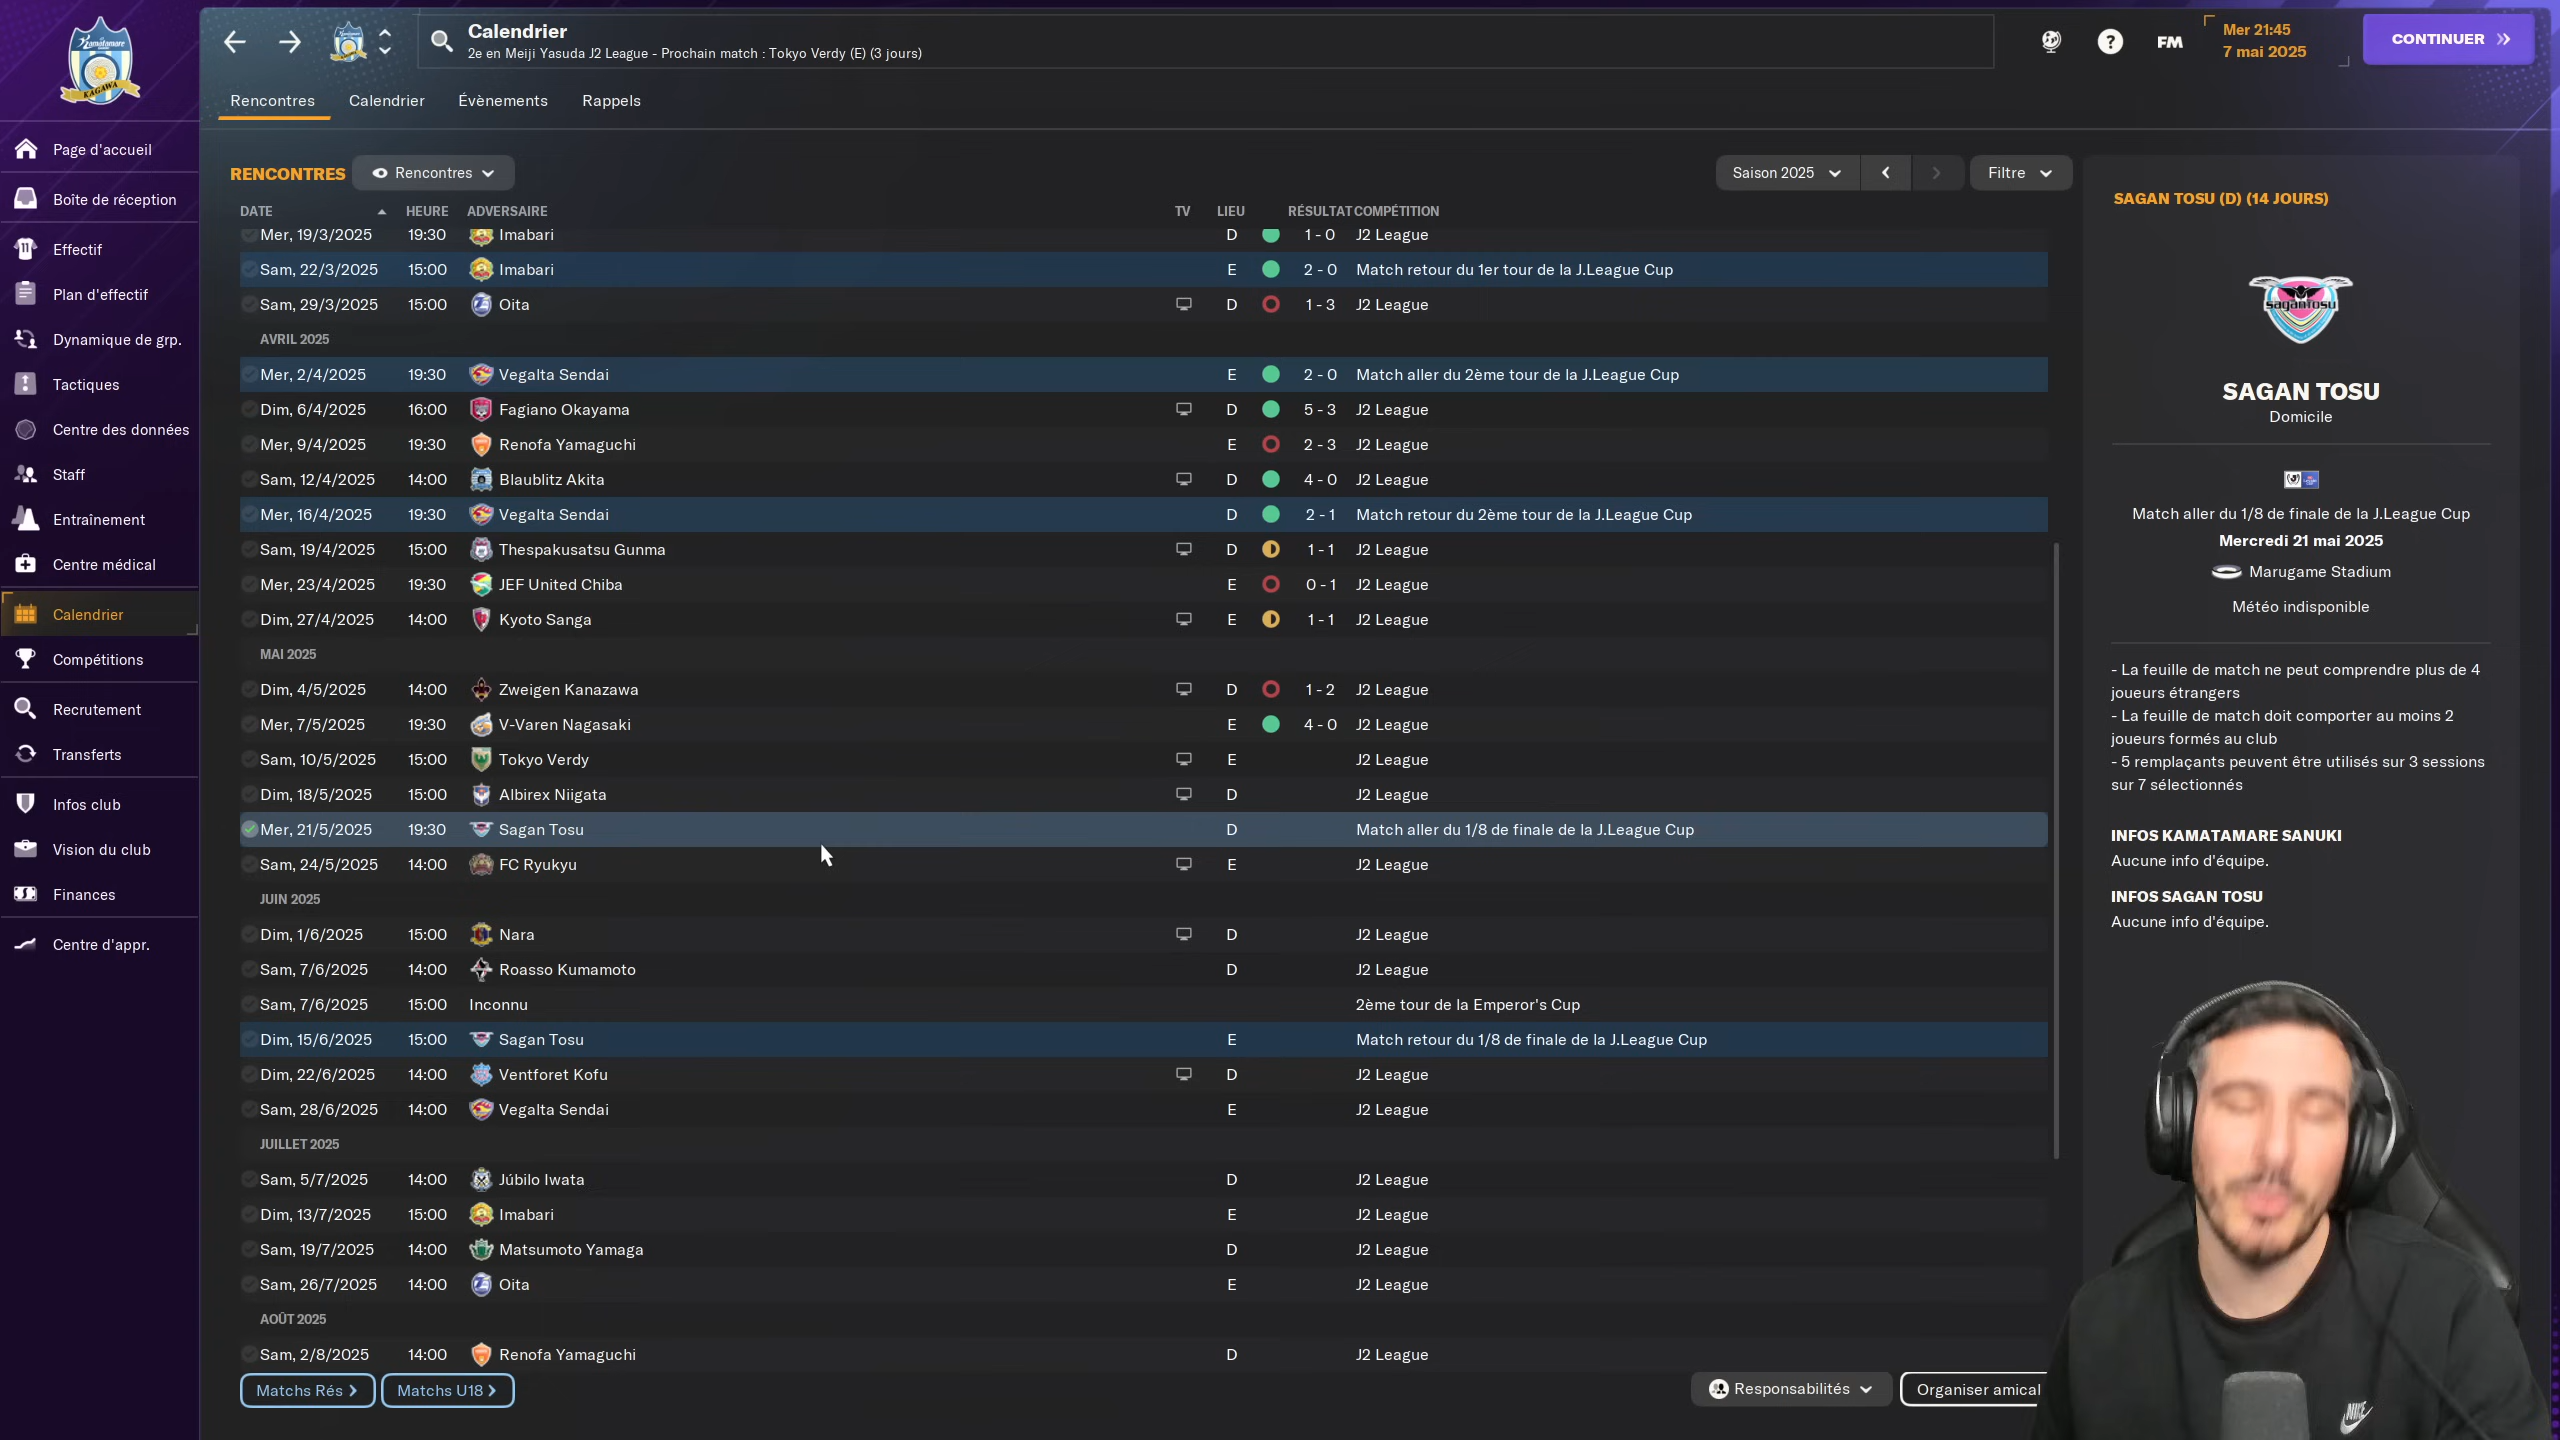 Calendrier
2e en Meiji Yasuda J2 League - Prochain match : Tokyo Verdy (E) (3 jours)
FM
Mer 21:45
7 mai 2025
CONTINUER
KAGAWA
Rencontres Calendrier Évènements Rappels
Page d'accueil
Boîte de réception
Effectif
Plan d'effectif
Dynamique de grp.
Tactiques
Centre des données
Staff
Entraînement
Centre médical
Calendrier
Compétitions
Recrutement
Transferts
Infos club
Vision du club
Finances
Centre d'appr.
RENCONTRES Rencontres Saison 2025 Filtre
DATE HEURE ADVERSAIRE TV LIEU RÉSULTAT COMPÉTITION
Mer, 19/3/2025 19:30 Imabari D 1 - 0 J2 League
Sam, 22/3/2025 15:00 Imabari E 2 - 0 Match retour du 1er tour de la J.League Cup
Sam, 29/3/2025 15:00 Oita D 1 - 3 J2 League
AVRIL 2025
Mer, 2/4/2025 19:30 Vegalta Sendai E 2 - 0 Match aller du 2ème tour de la J.League Cup
Dim, 6/4/2025 16:00 Fagiano Okayama D 5 - 3 J2 League
Mer, 9/4/2025 19:30 Renofa Yamaguchi E 2 - 3 J2 League
Sam, 12/4/2025 14:00 Blaublitz Akita D 4 - 0 J2 League
Mer, 16/4/2025 19:30 Vegalta Sendai D 2 - 1 Match retour du 2ème tour de la J.League Cup
Sam, 19/4/2025 15:00 Thespakusatsu Gunma D 1 - 1 J2 League
Mer, 23/4/2025 19:30 JEF United Chiba E 0 - 1 J2 League
Dim, 27/4/2025 14:00 Kyoto Sanga E 1 - 1 J2 League
MAI 2025
Dim, 4/5/2025 14:00 Zweigen Kanazawa D 1 - 2 J2 League
Mer, 7/5/2025 19:30 V-Varen Nagasaki E 4 - 0 J2 League
Sam, 10/5/2025 15:00 Tokyo Verdy E J2 League
Dim, 18/5/2025 15:00 Albirex Niigata D J2 League
Mer, 21/5/2025 19:30 Sagan Tosu D Match aller du 1/8 de finale de la J.League Cup
Sam, 24/5/2025 14:00 FC Ryukyu E J2 League
JUIN 2025
Dim, 1/6/2025 15:00 Nara D J2 League
Sam, 7/6/2025 14:00 Roasso Kumamoto D J2 League
Sam, 7/6/2025 15:00 Inconnu 2ème tour de la Emperor's Cup
Dim, 15/6/2025 15:00 Sagan Tosu E Match retour du 1/8 de finale de la J.League Cup
Dim, 22/6/2025 14:00 Ventforet Kofu D J2 League
Sam, 28/6/2025 14:00 Vegalta Sendai E J2 League
JUILLET 2025
Sam, 5/7/2025 14:00 Júbilo Iwata D J2 League
Dim, 13/7/2025 15:00 Imabari E J2 League
Sam, 19/7/2025 14:00 Matsumoto Yamaga D J2 League
Sam, 26/7/2025 14:00 Oita E J2 League
AOÛT 2025
Sam, 2/8/2025 14:00 Renofa Yamaguchi D J2 League
Matchs Rés Matchs U18 Responsabilités Organiser amical
SAGAN TOSU (D) (14 JOURS)
sagantosu
SAGAN TOSU
Domicile
Match aller du 1/8 de finale de la J.League Cup
Mercredi 21 mai 2025
Marugame Stadium
Météo indisponible
- La feuille de match ne peut comprendre plus de 4
joueurs étrangers
- La feuille de match doit comporter au moins 2
joueurs formés au club
- 5 remplaçants peuvent être utilisés sur 3 sessions
sur 7 sélectionnés
INFOS KAMATAMARE SANUKI
Aucune info d'équipe.
INFOS SAGAN TOSU
Aucune info d'équipe.
NIKE